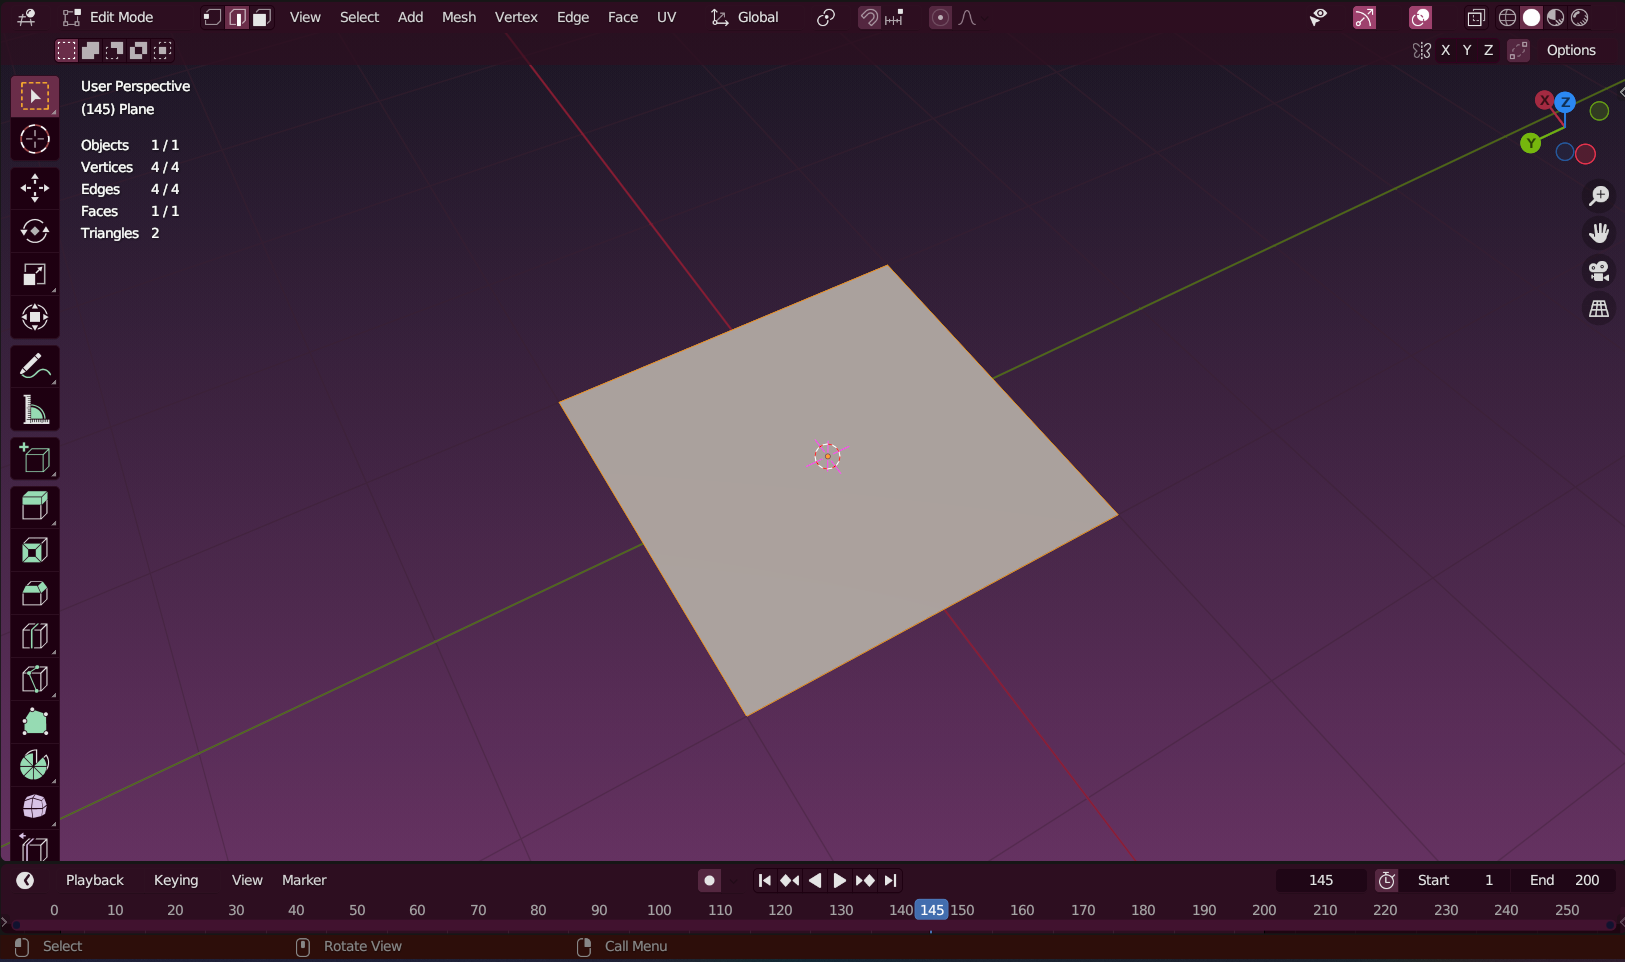 Edit Mode View Select Add Mesh Vertex Edge Face UV Global
X Y Z Options
User Perspective
(145) Plane
Objects 1 / 1
Vertices 4 / 4
Edges 4 / 4
Faces 1 / 1
Triangles 2
X Z
Y
Playback Keying View Marker 145 Start 1 End 200
0 10 20 30 40 50 60 70 80 90 100 110 120 130 140 145 150 160 170 180 190 200 210 220 230 240 250
Select Rotate View Call Menu